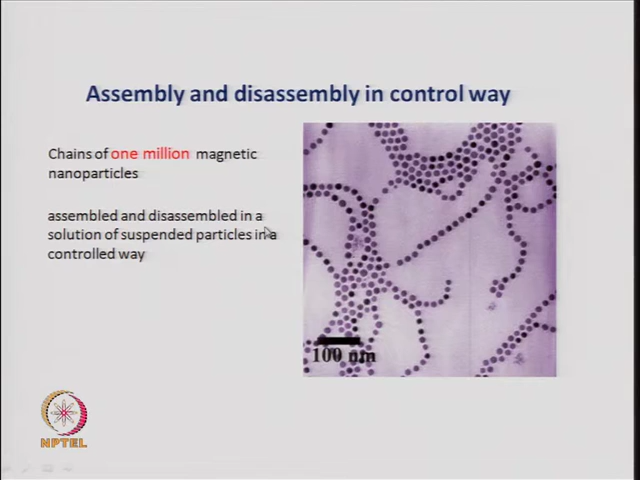 Assembly and disassembly in control way
Chains of one million magnetic
nanoparticles
assembled and disassembled in a
solution of suspended particles in a
controlled way
100 nm
NPTEL